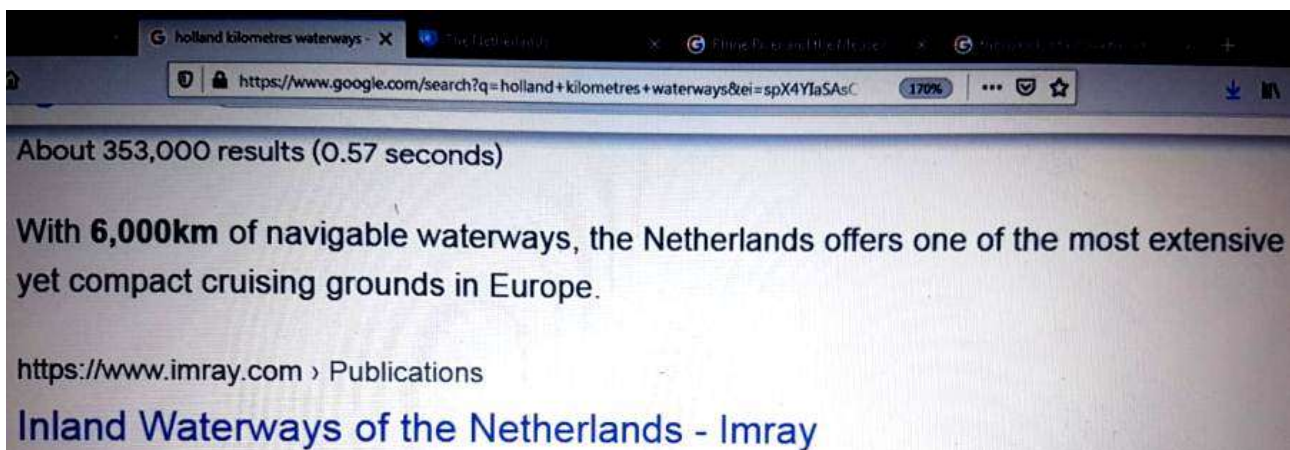 holland kilometres waterways -
The Netherlands
https://www.google.com/search?q=holland+kilometres+waterways&ei=spX4YIaSAsC
170%
About 353,000 results (0.57 seconds)
With 6,000km of navigable waterways, the Netherlands offers one of the most extensive
yet compact cruising grounds in Europe.
https://www.imray.com › Publications
Inland Waterways of the Netherlands - Imray